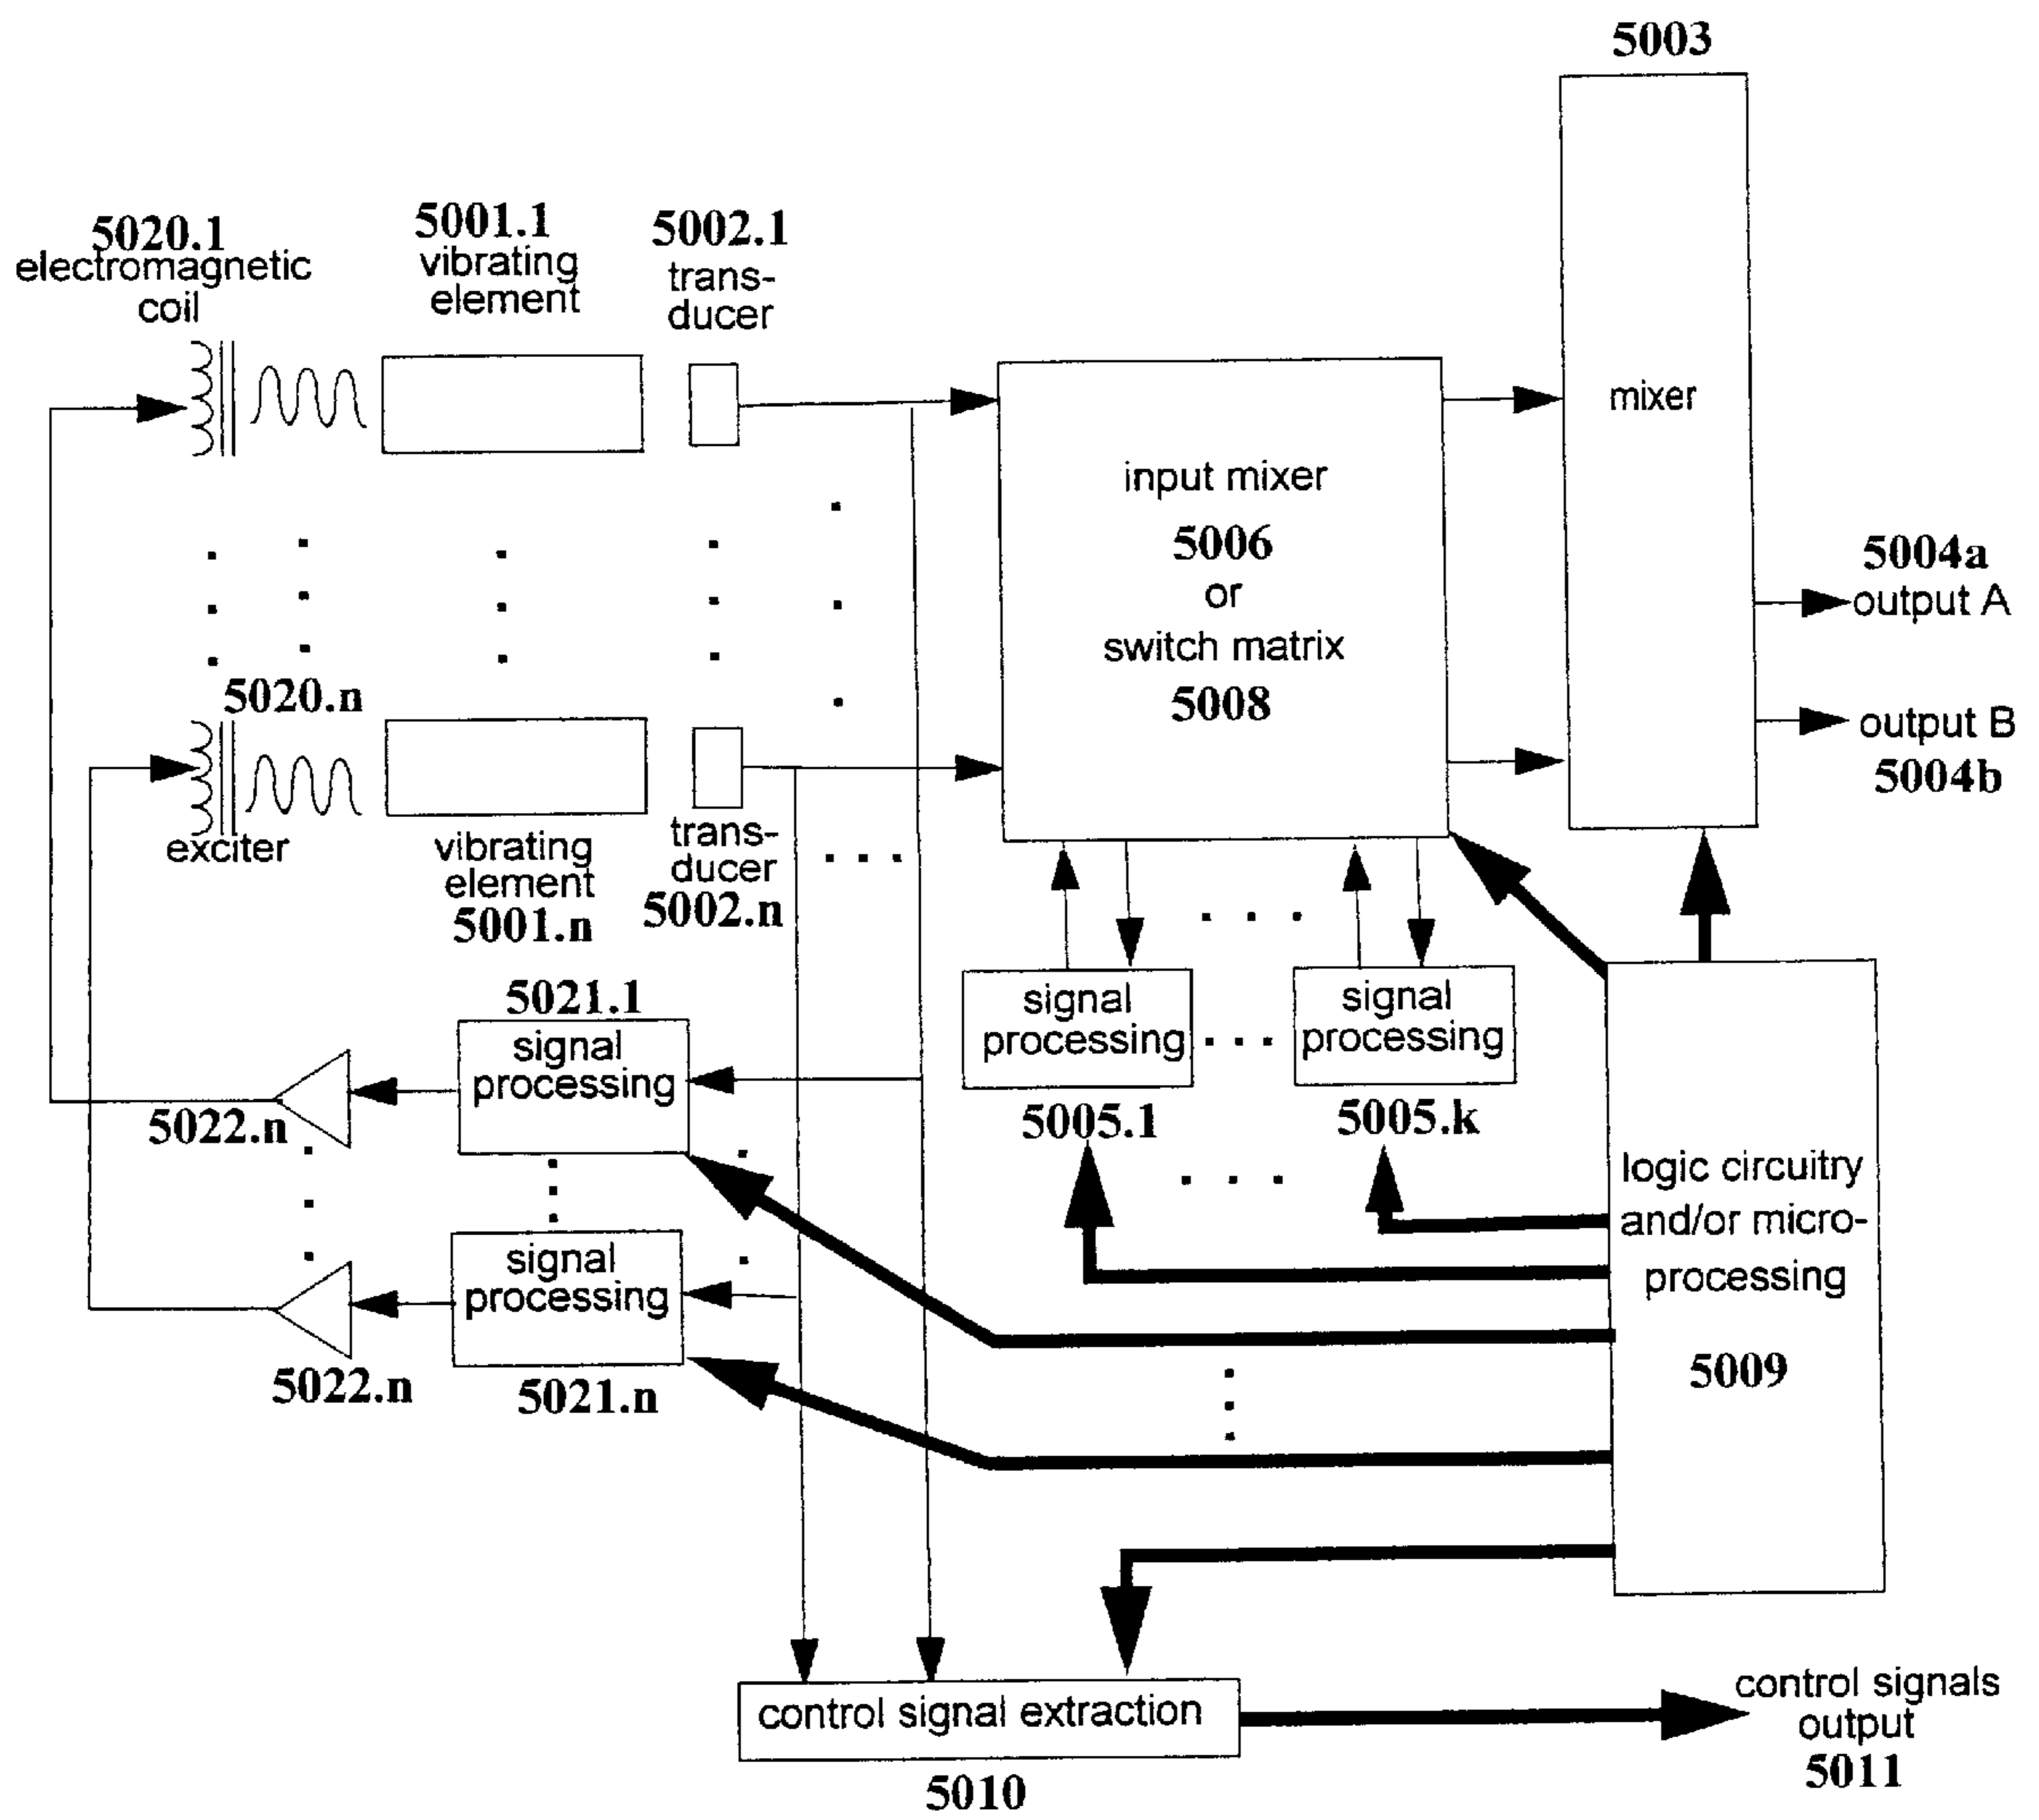 5003
5020.1
electromagnetic
coil
5001.1
vibrating
element
5002.1
trans-
ducer
mixer
input mixer
5006
or
switch matrix
5008
5004a
output A
output B
5004b
5020.n
exciter
vibrating
element
5001.n
trans-
ducer
5002.n
5021.1
signal
processing
5022.n
signal
processing
5021.n
5022.n
signal
processing
5005.1
signal
processing
5005.k
logic circuitry
and/or micro-
processing
5009
control signal extraction
5010
control signals
output
5011